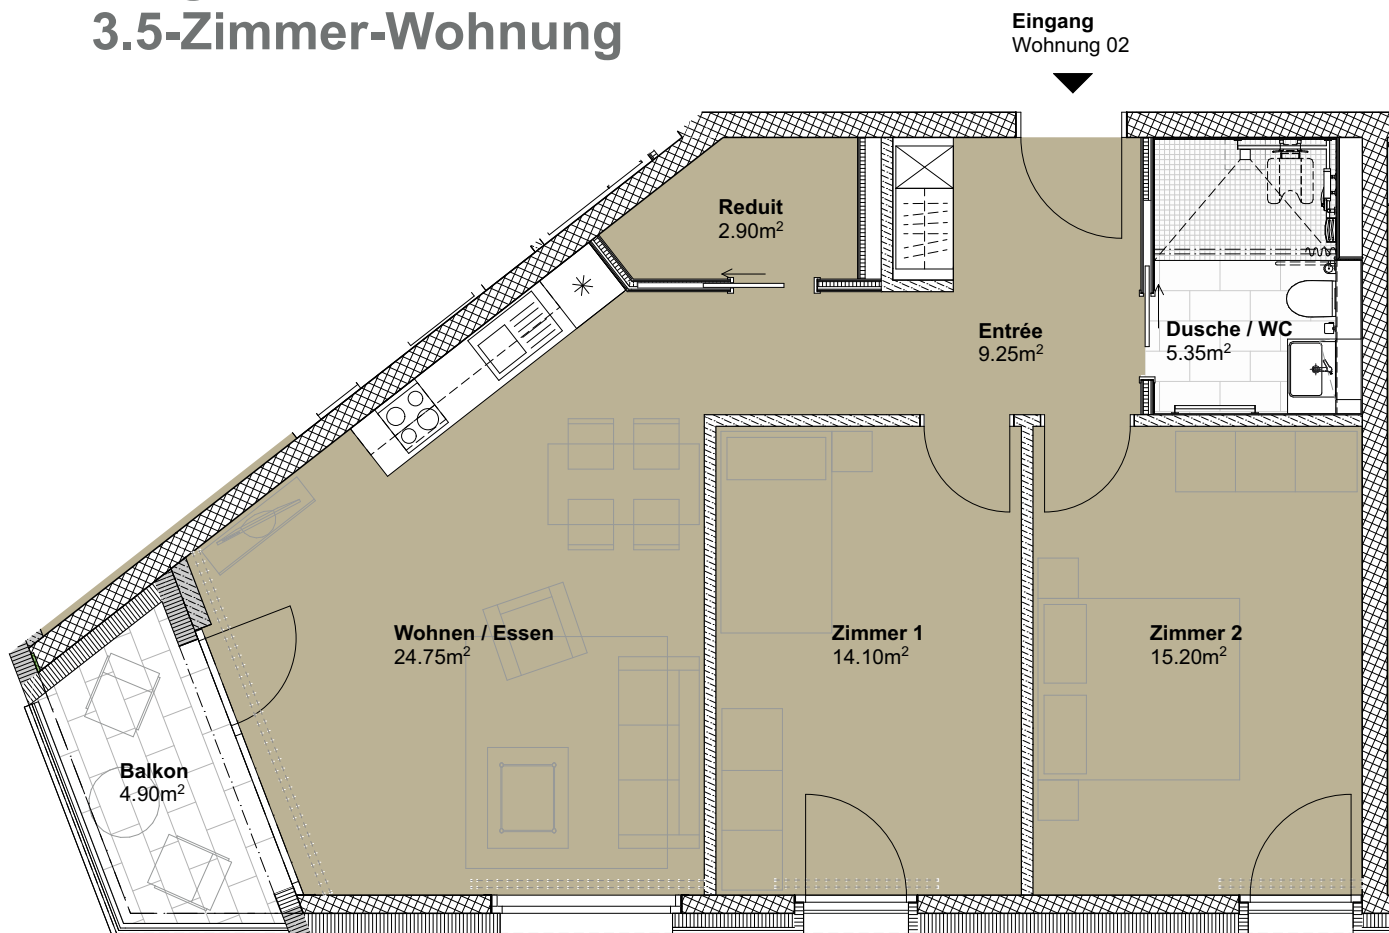 3.5-Zimmer-Wohnung
Eingang
Wohnung 02
Reduit
2.90m²
Entrée
9.25m²
Dusche / WC
5.35m²
Wohnen / Essen
24.75m²
Zimmer 1
14.10m²
Zimmer 2
15.20m²
Balkon
4.90m²